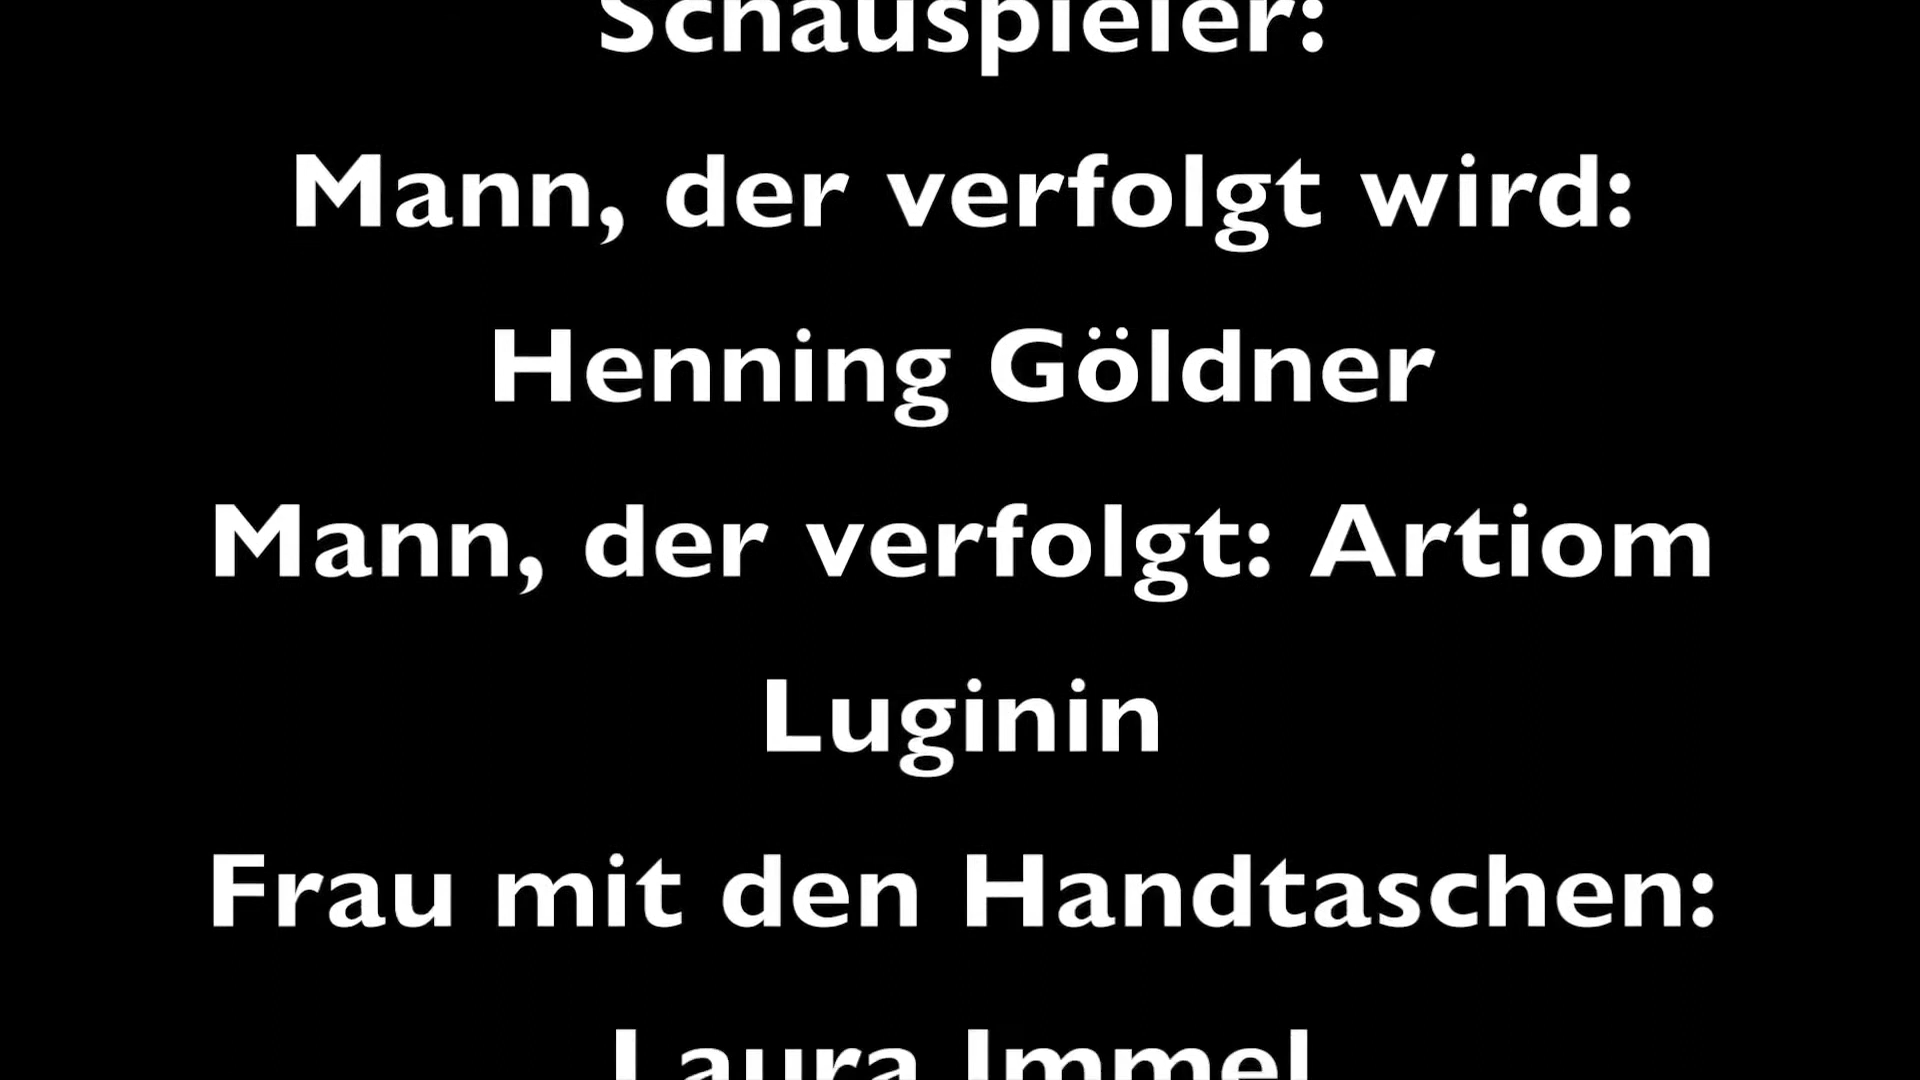 Schauspieler:
Mann, der verfolgt wird:
Henning Göldner
Mann, der verfolgt: Artiom
Luginin
Frau mit den Handtaschen:
Laura Immel